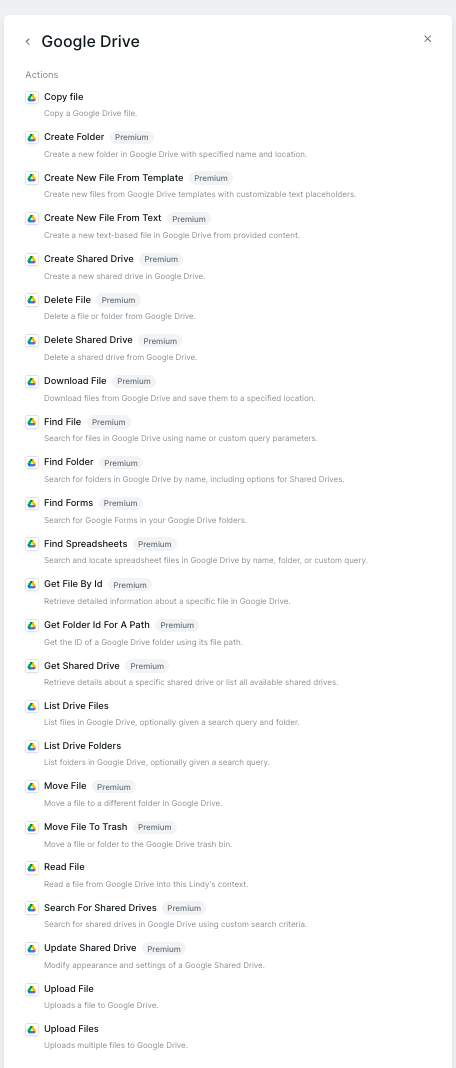 Google Drive
Actions
Copy file
Copy a Google Drive file.
Create Folder Premium
Create a new folder in Google Drive with specified name and location.
Create New File From Template Premium
Create new files from Google Drive templates with customizable text placeholders.
Create New File From Text Premium
Create a new text-based file in Google Drive from provided content.
Create Shared Drive Premium
Create a new shared drive in Google Drive.
Delete File Premium
Delete a file or folder from Google Drive.
Delete Shared Drive Premium
Delete a shared drive from Google Drive.
Download File Premium
Download files from Google Drive and save them to a specified location.
Find File Premium
Search for files in Google Drive using name or custom query parameters.
Find Folder Premium
Search for folders in Google Drive by name, including options for Shared Drives.
Find Forms Premium
Search for Google Forms in your Google Drive folders.
Find Spreadsheets Premium
Search and locate spreadsheet files in Google Drive by name, folder, or custom query.
Get File By Id Premium
Retrieve detailed information about a specific file in Google Drive.
Get Folder Id For A Path Premium
Get the ID of a Google Drive folder using its file path.
Get Shared Drive Premium
Retrieve details about a specific shared drive or list all available shared drives.
List Drive Files
List files in Google Drive, optionally given a search query and folder.
List Drive Folders
List folders in Google Drive, optionally given a search query.
Move File Premium
Move a file to a different folder in Google Drive.
Move File To Trash Premium
Move a file or folder to the Google Drive trash bin.
Read File
Read a file from Google Drive into this Lindy's context.
Search For Shared Drives Premium
Search for shared drives in Google Drive using custom search criteria.
Update Shared Drive Premium
Modify appearance and settings of a Google Shared Drive.
Upload File
Uploads a file to Google Drive.
Upload Files
Uploads multiple files to Google Drive.